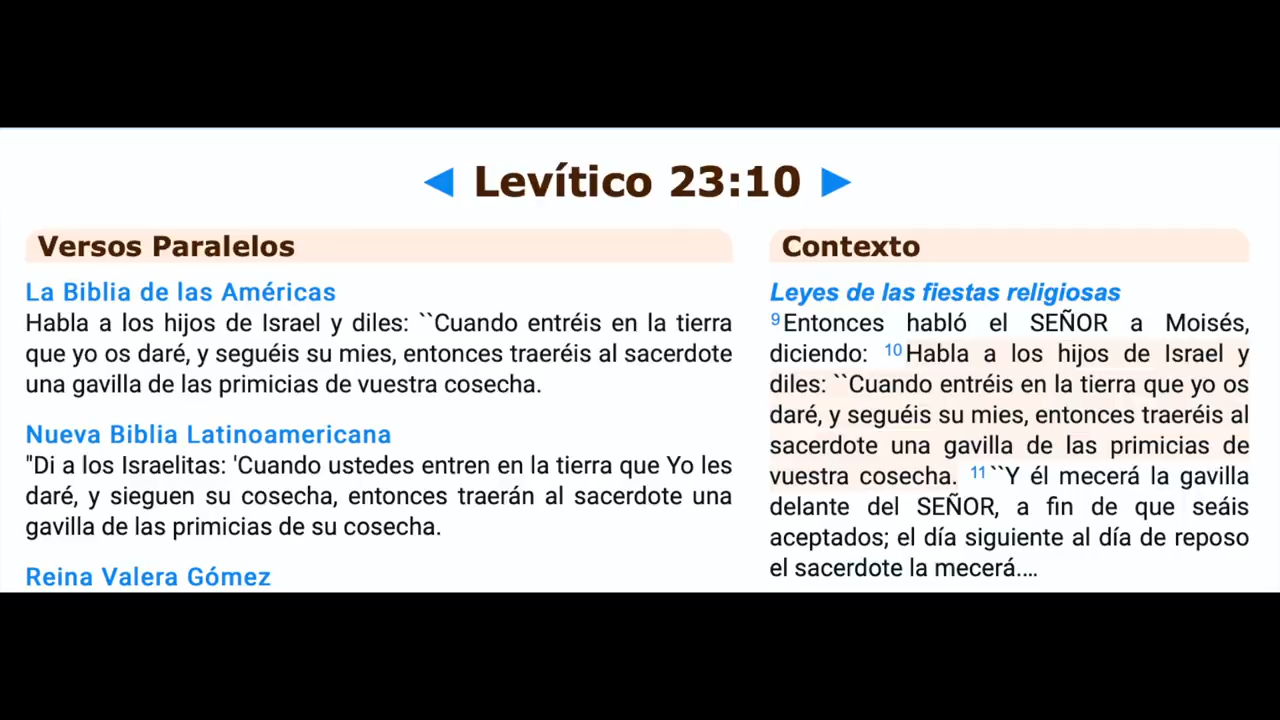 ◄ Levítico 23:10 ►
Versos Paralelos
La Biblia de las Américas
Habla a los hijos de Israel y diles: ``Cuando entréis en la tierra
que yo os daré, y seguéis su mies, entonces traeréis al sacerdote
una gavilla de las primicias de vuestra cosecha.
Nueva Biblia Latinoamericana
"Di a los Israelitas: 'Cuando ustedes entren en la tierra que Yo les
daré, y sieguen su cosecha, entonces traerán al sacerdote una
gavilla de las primicias de su cosecha.
Reina Valera Gómez
Contexto
Leyes de las fiestas religiosas
9Entonces habló el SEÑOR a Moisés,
diciendo: 10Habla a los hijos de Israel y
diles: ``Cuando entréis en la tierra que yo os
daré, y seguéis su mies, entonces traeréis al
sacerdote una gavilla de las primicias de
vuestra cosecha. 11``Y él mecerá la gavilla
delante del SEÑOR, a fin de que seáis
aceptados; el día siguiente al día de reposo
el sacerdote la mecerá.…